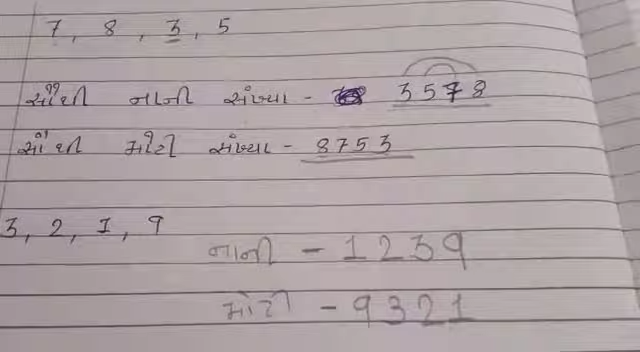 7, 8, 3, 5
સૌથી નાની સંખ્યા - 3578
સૌથી મોટી સંખ્યા - 8753
3, 2, 1, 9
નાની - 1239
મોટી - 9321